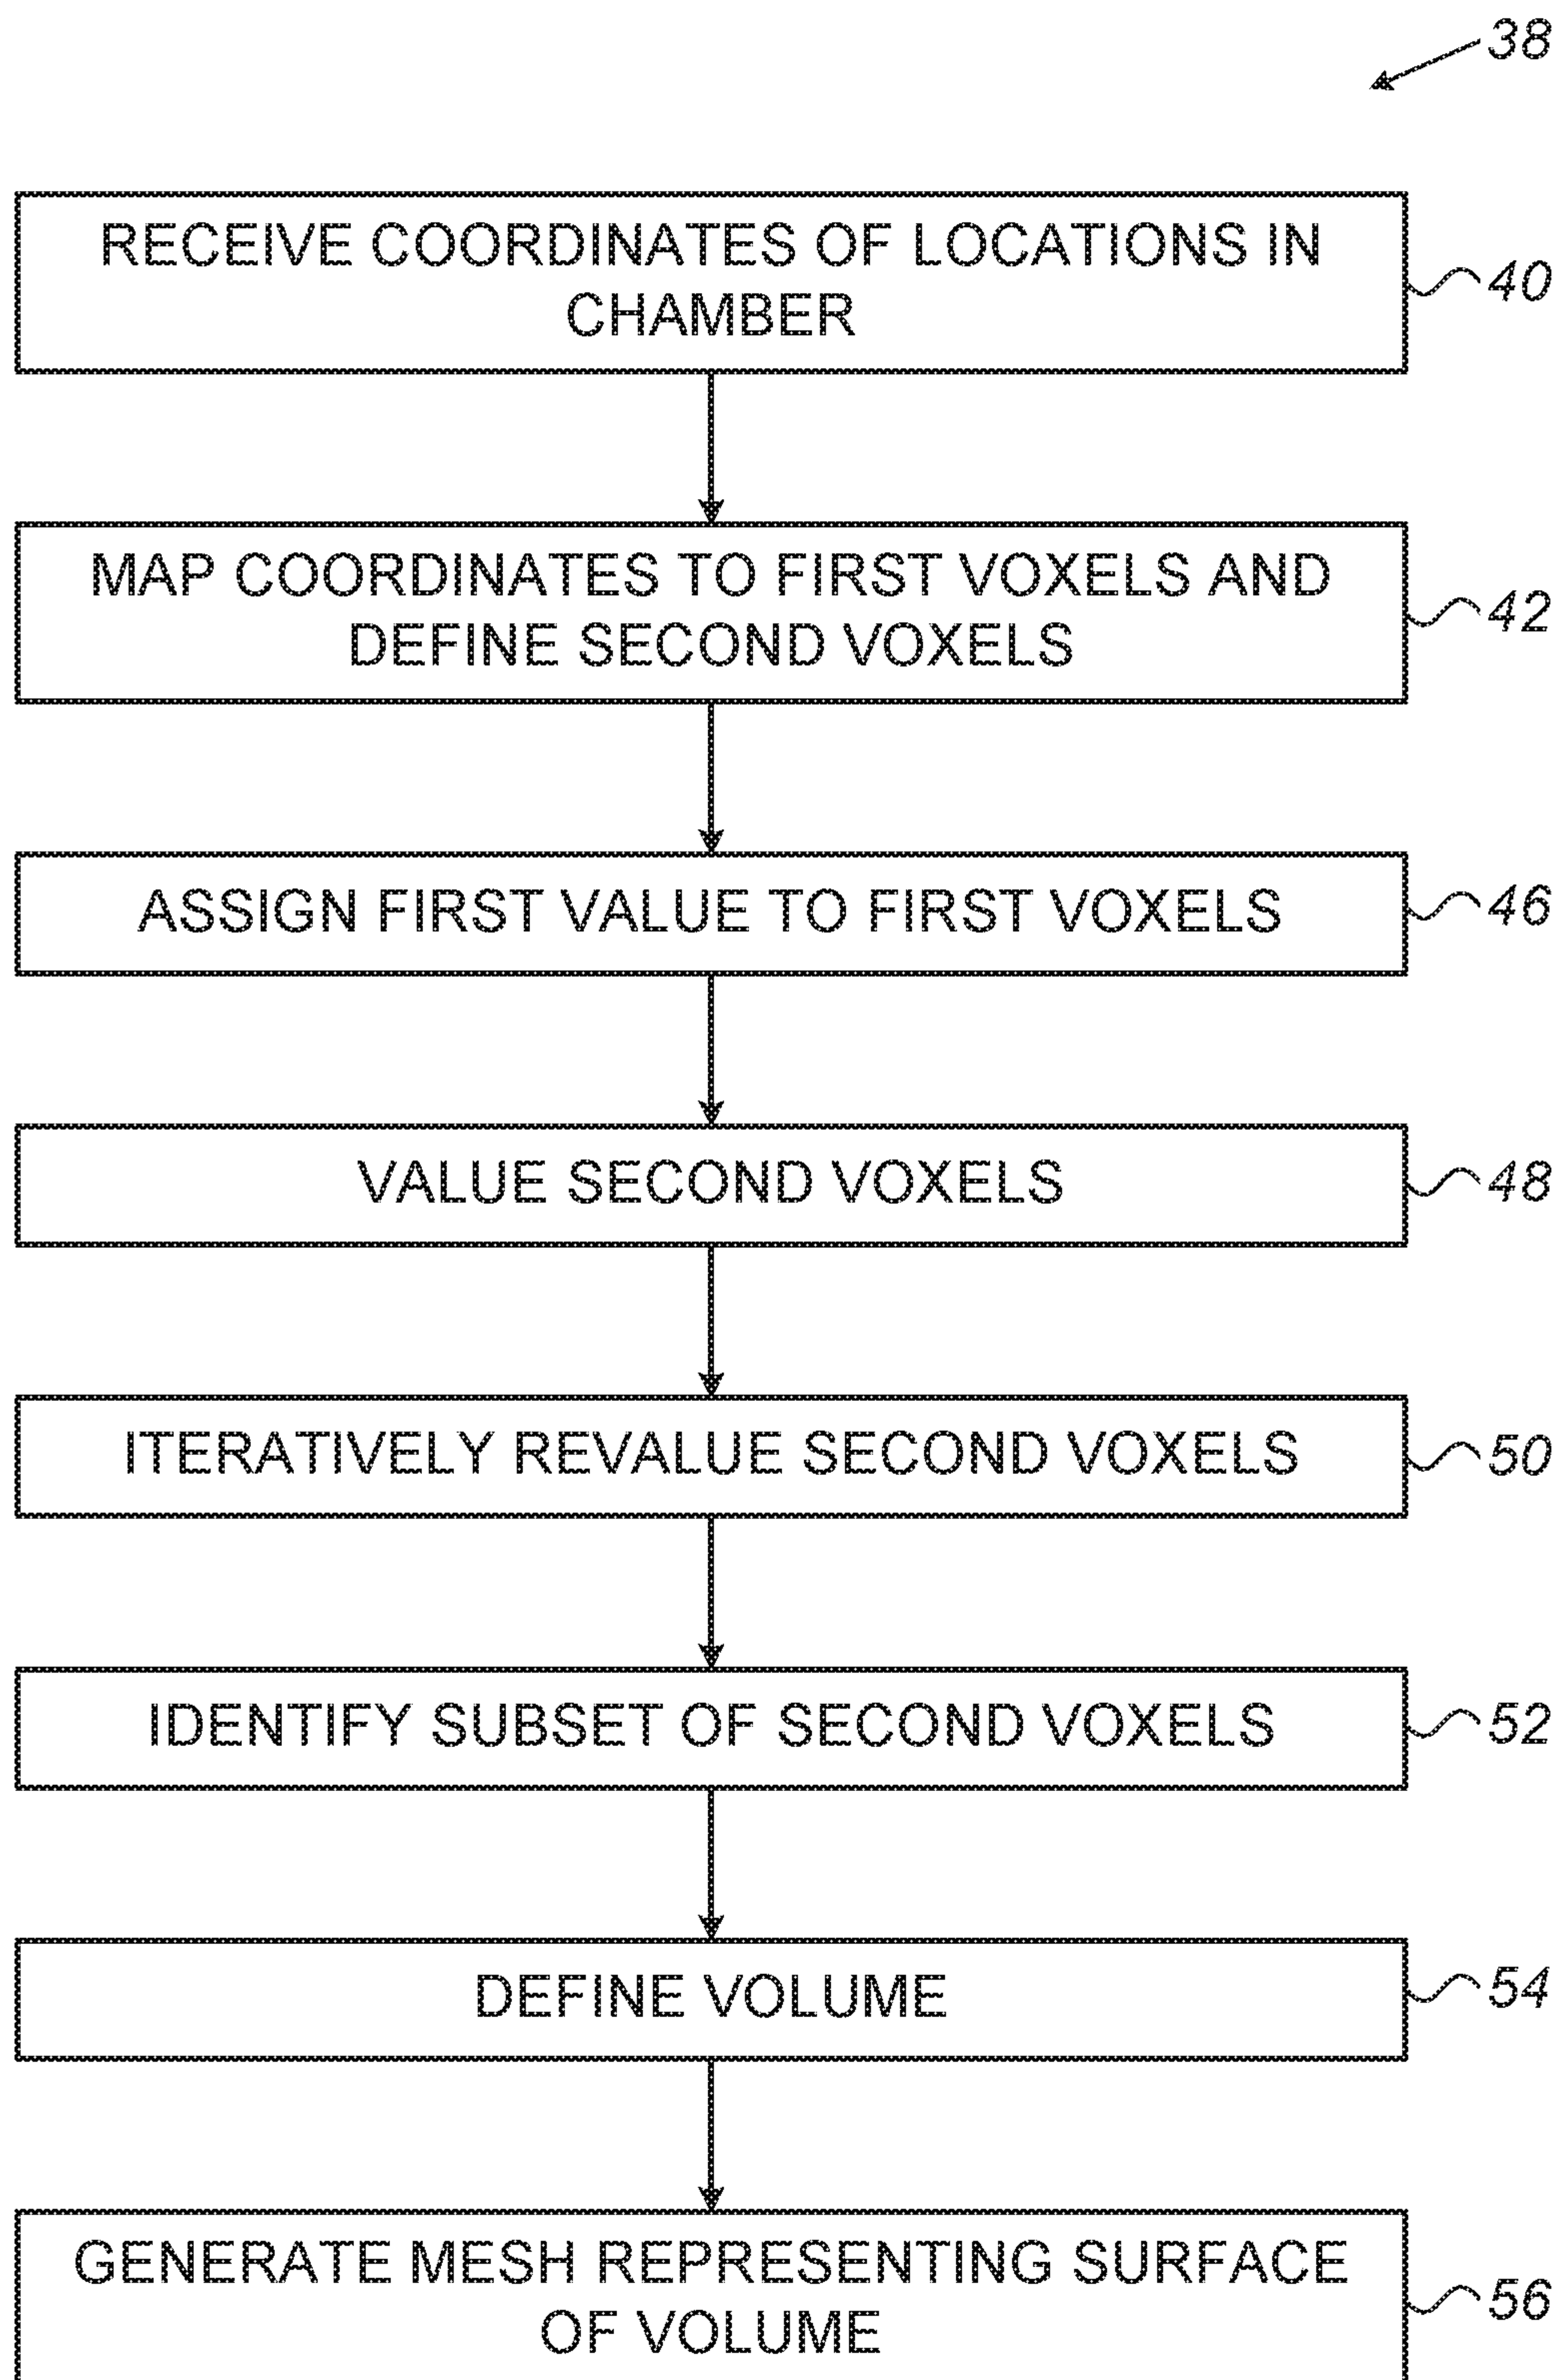 38
RECEIVE COORDINATES OF LOCATIONS IN
CHAMBER
40
MAP COORDINATES TO FIRST VOXELS AND
DEFINE SECOND VOXELS
42
ASSIGN FIRST VALUE TO FIRST VOXELS
46
VALUE SECOND VOXELS
48
ITERATIVELY REVALUE SECOND VOXELS
50
IDENTIFY SUBSET OF SECOND VOXELS
52
DEFINE VOLUME
54
GENERATE MESH REPRESENTING SURFACE
OF VOLUME
56